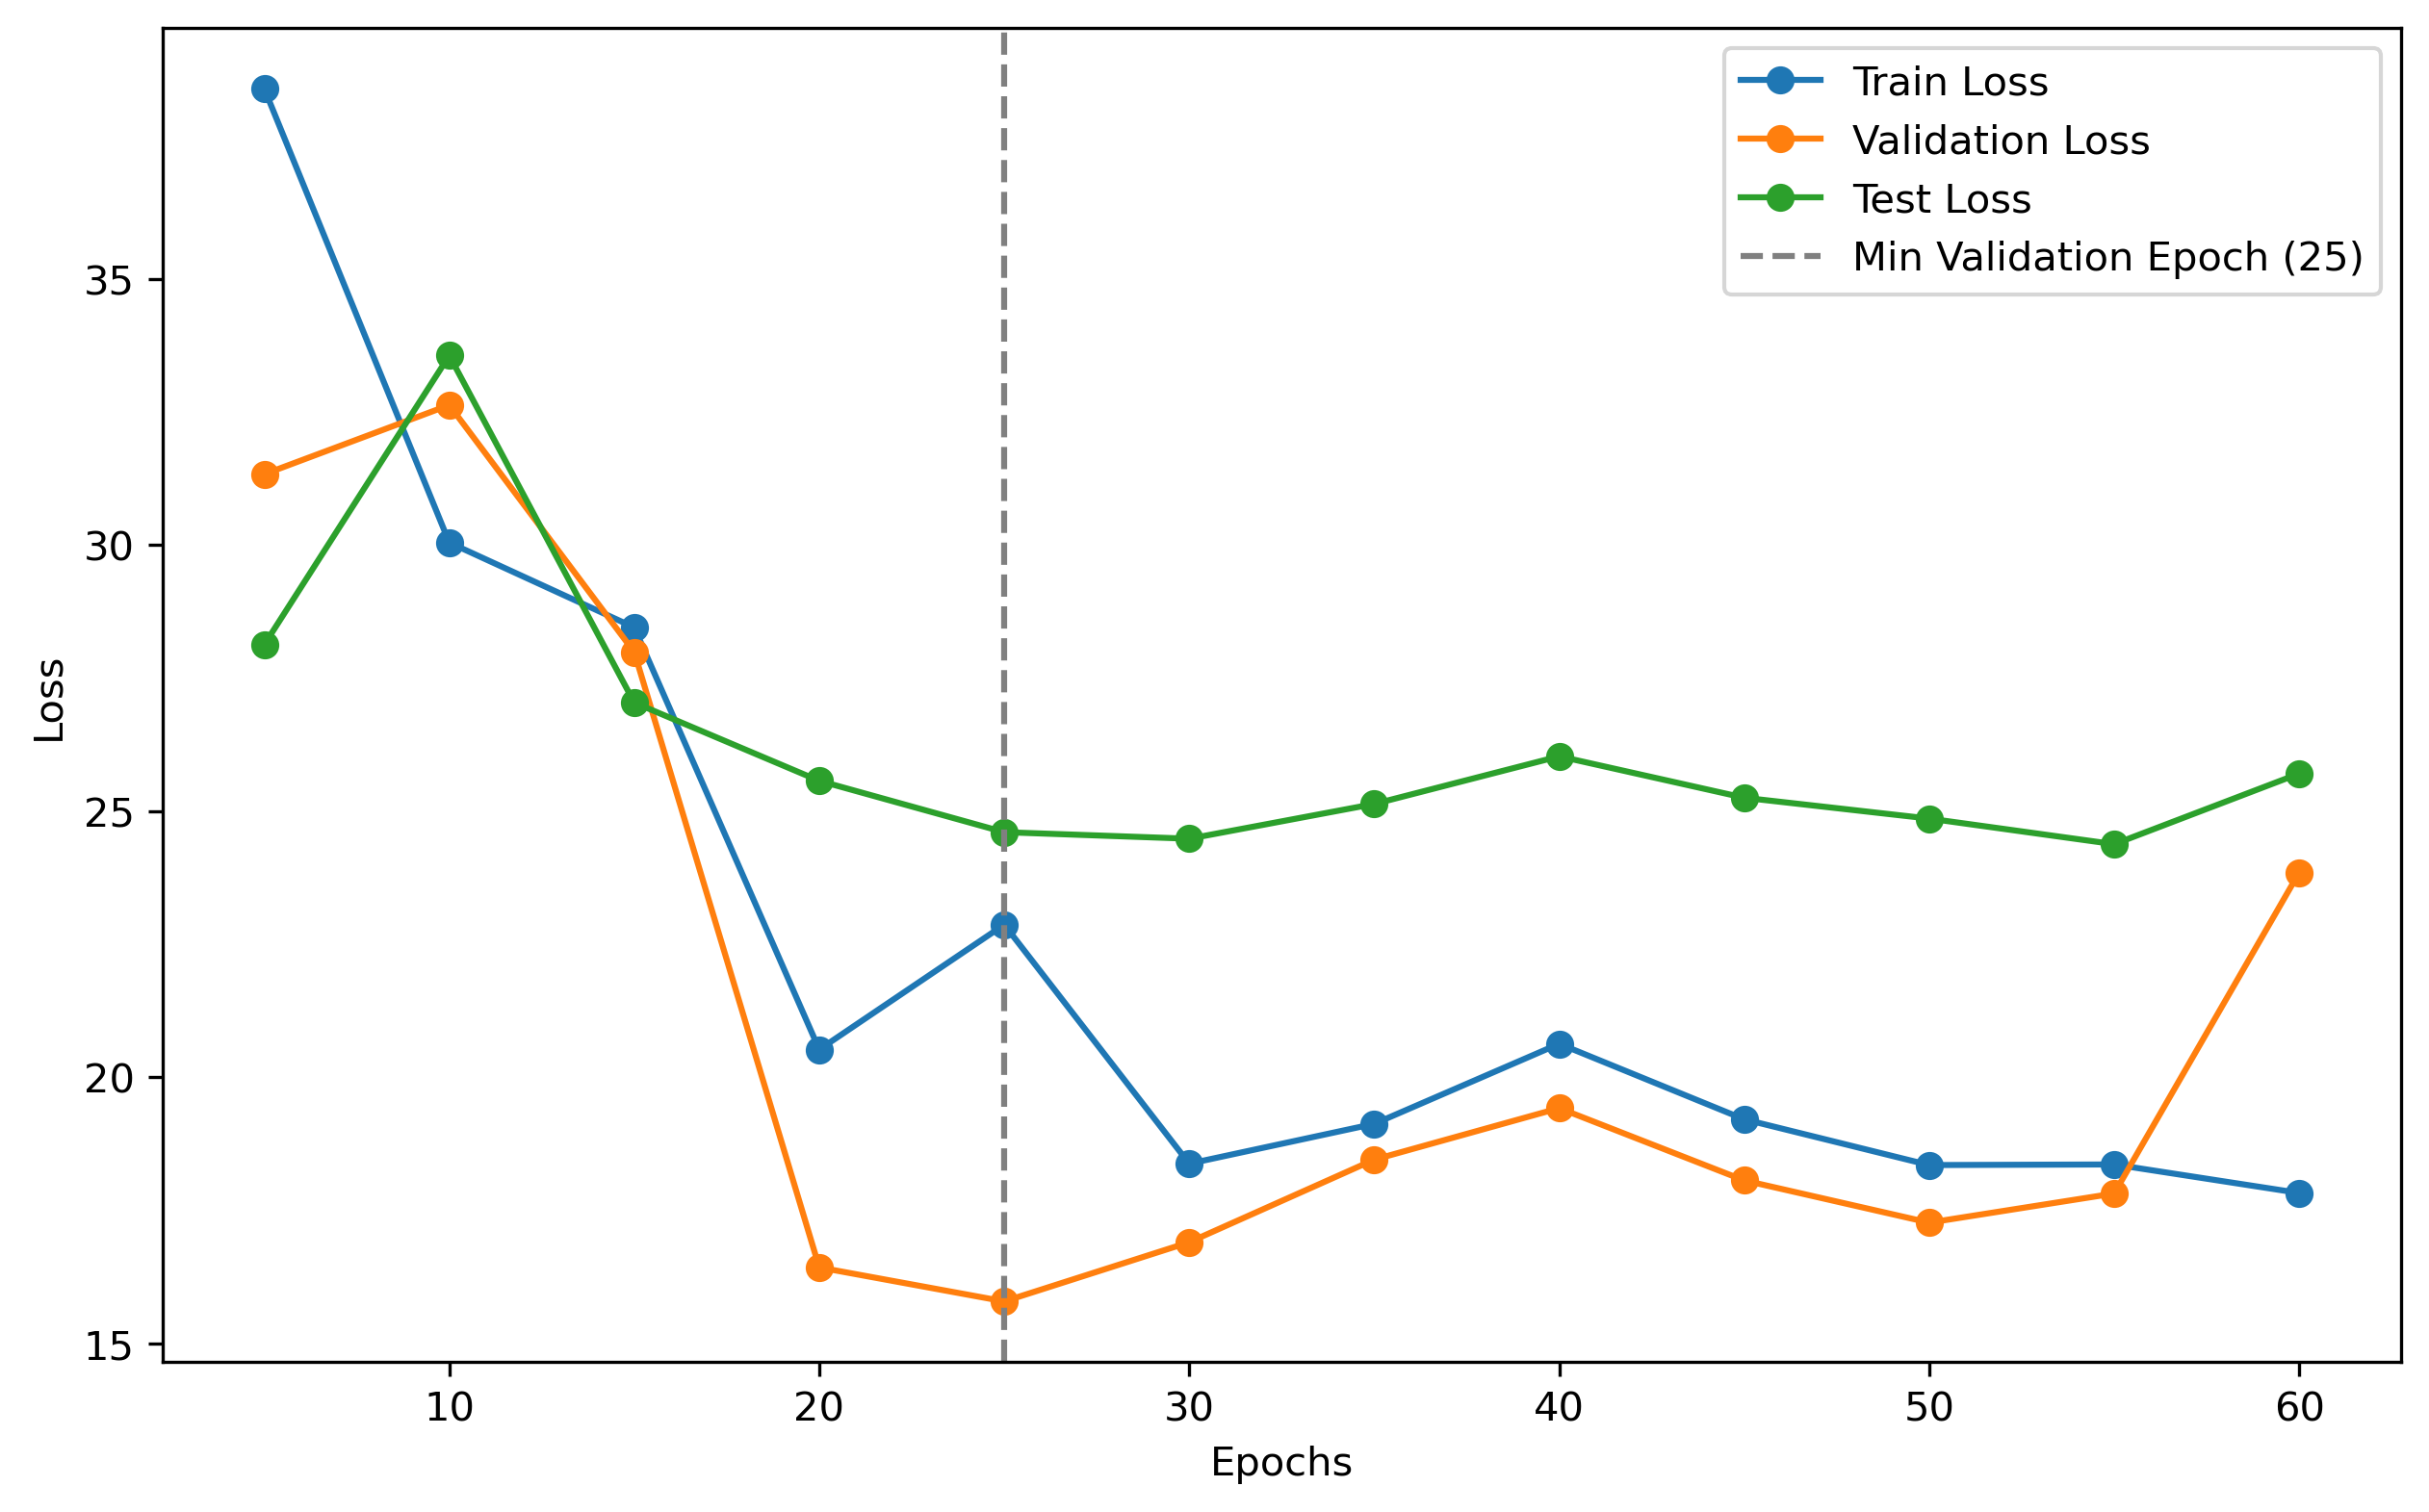 Train Loss
Validation Loss
Test Loss
Min Validation Epoch (25)
35
30
25
20
15
Loss
10 20 30 40 50 60
Epochs